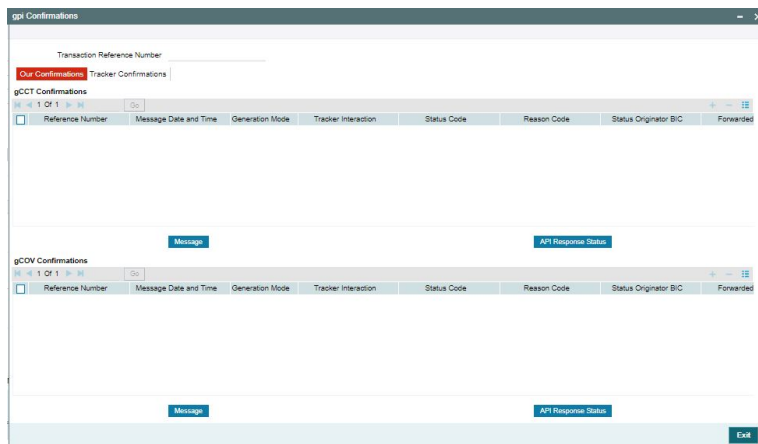 gpi Confirmations
Transaction Reference Number
Our Confirmations Tracker Confirmations
gCCT Confirmations
1 Of 1 Go
Reference Number Message Date and Time Generation Mode Tracker Interaction Status Code Reason Code Status Originator BIC Forwarded
Message API Response Status
gCOV Confirmations
1 Of 1 Go
Reference Number Message Date and Time Generation Mode Tracker Interaction Status Code Reason Code Status Originator BIC Forwarded
Message API Response Status
Exit